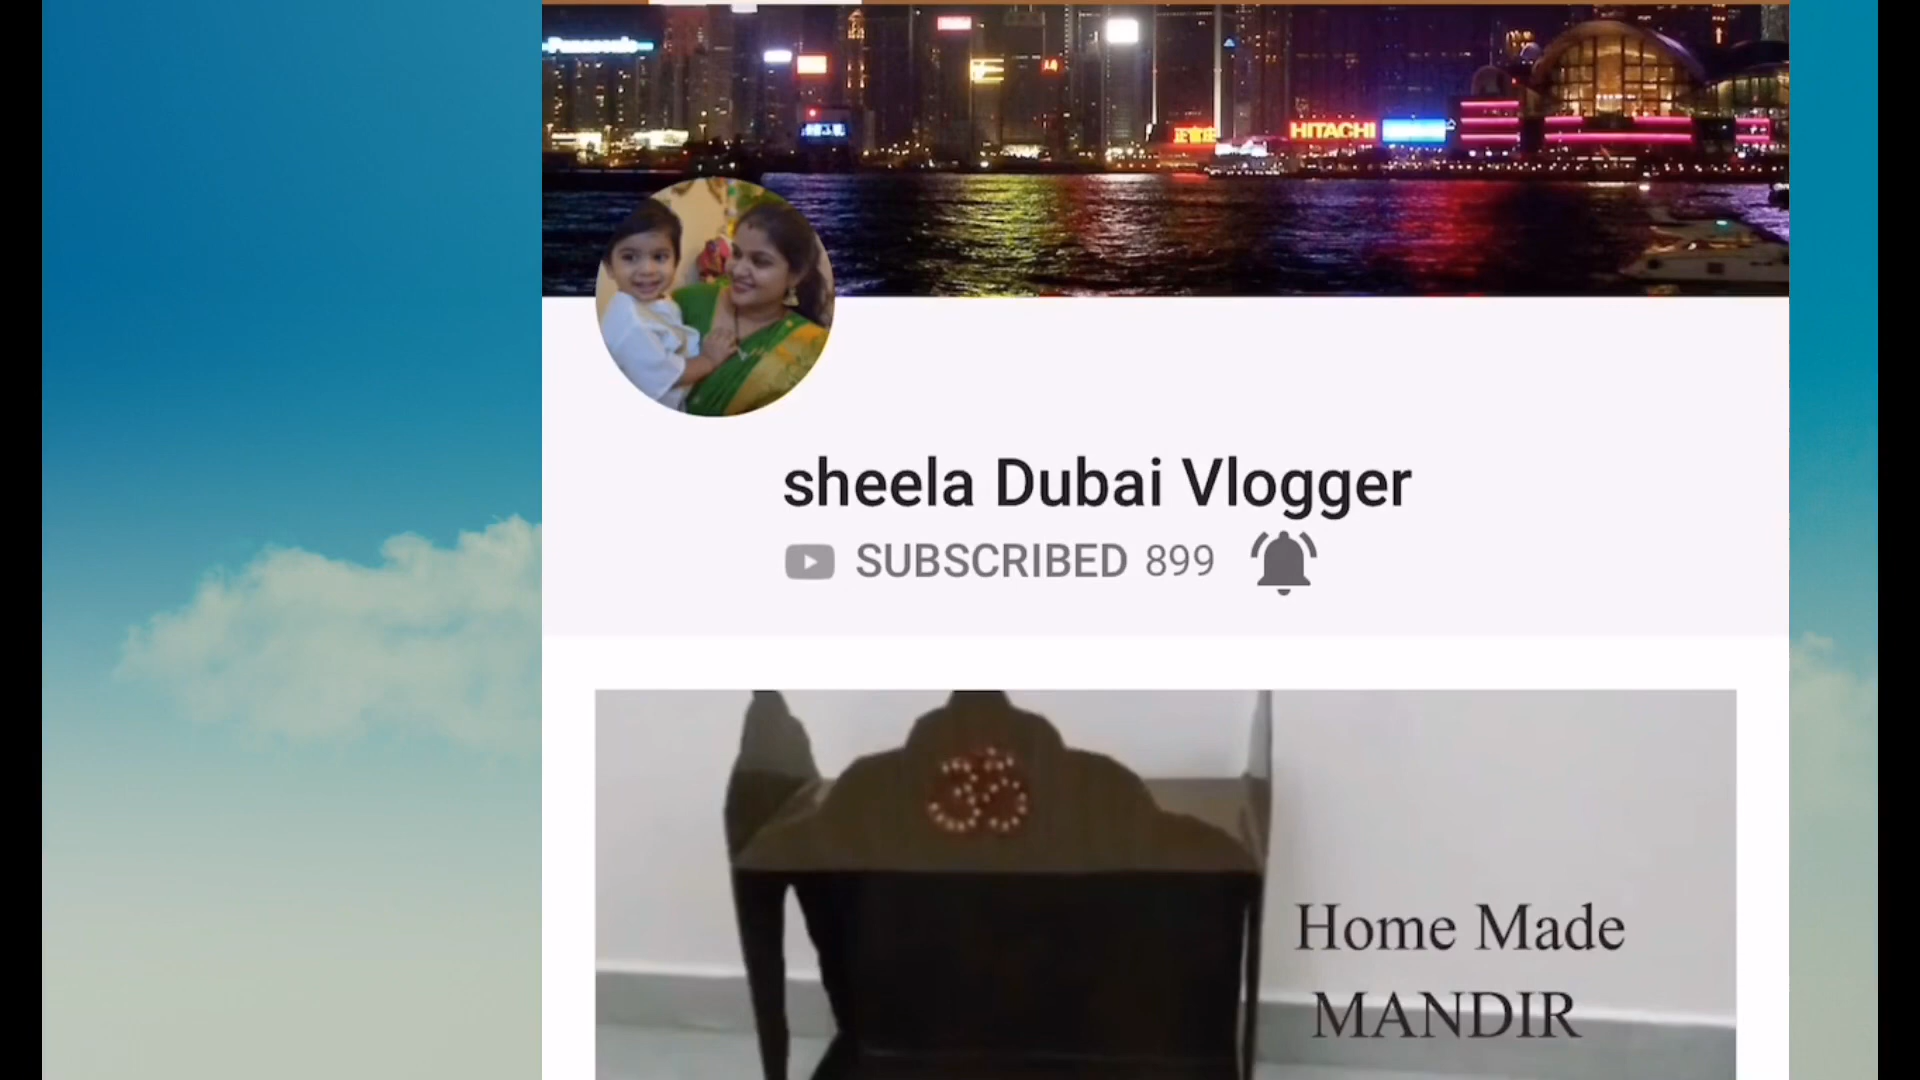 Panasonic
HITACHI
sheela Dubai Vlogger
SUBSCRIBED 899
ॐ
Home Made
MANDIR